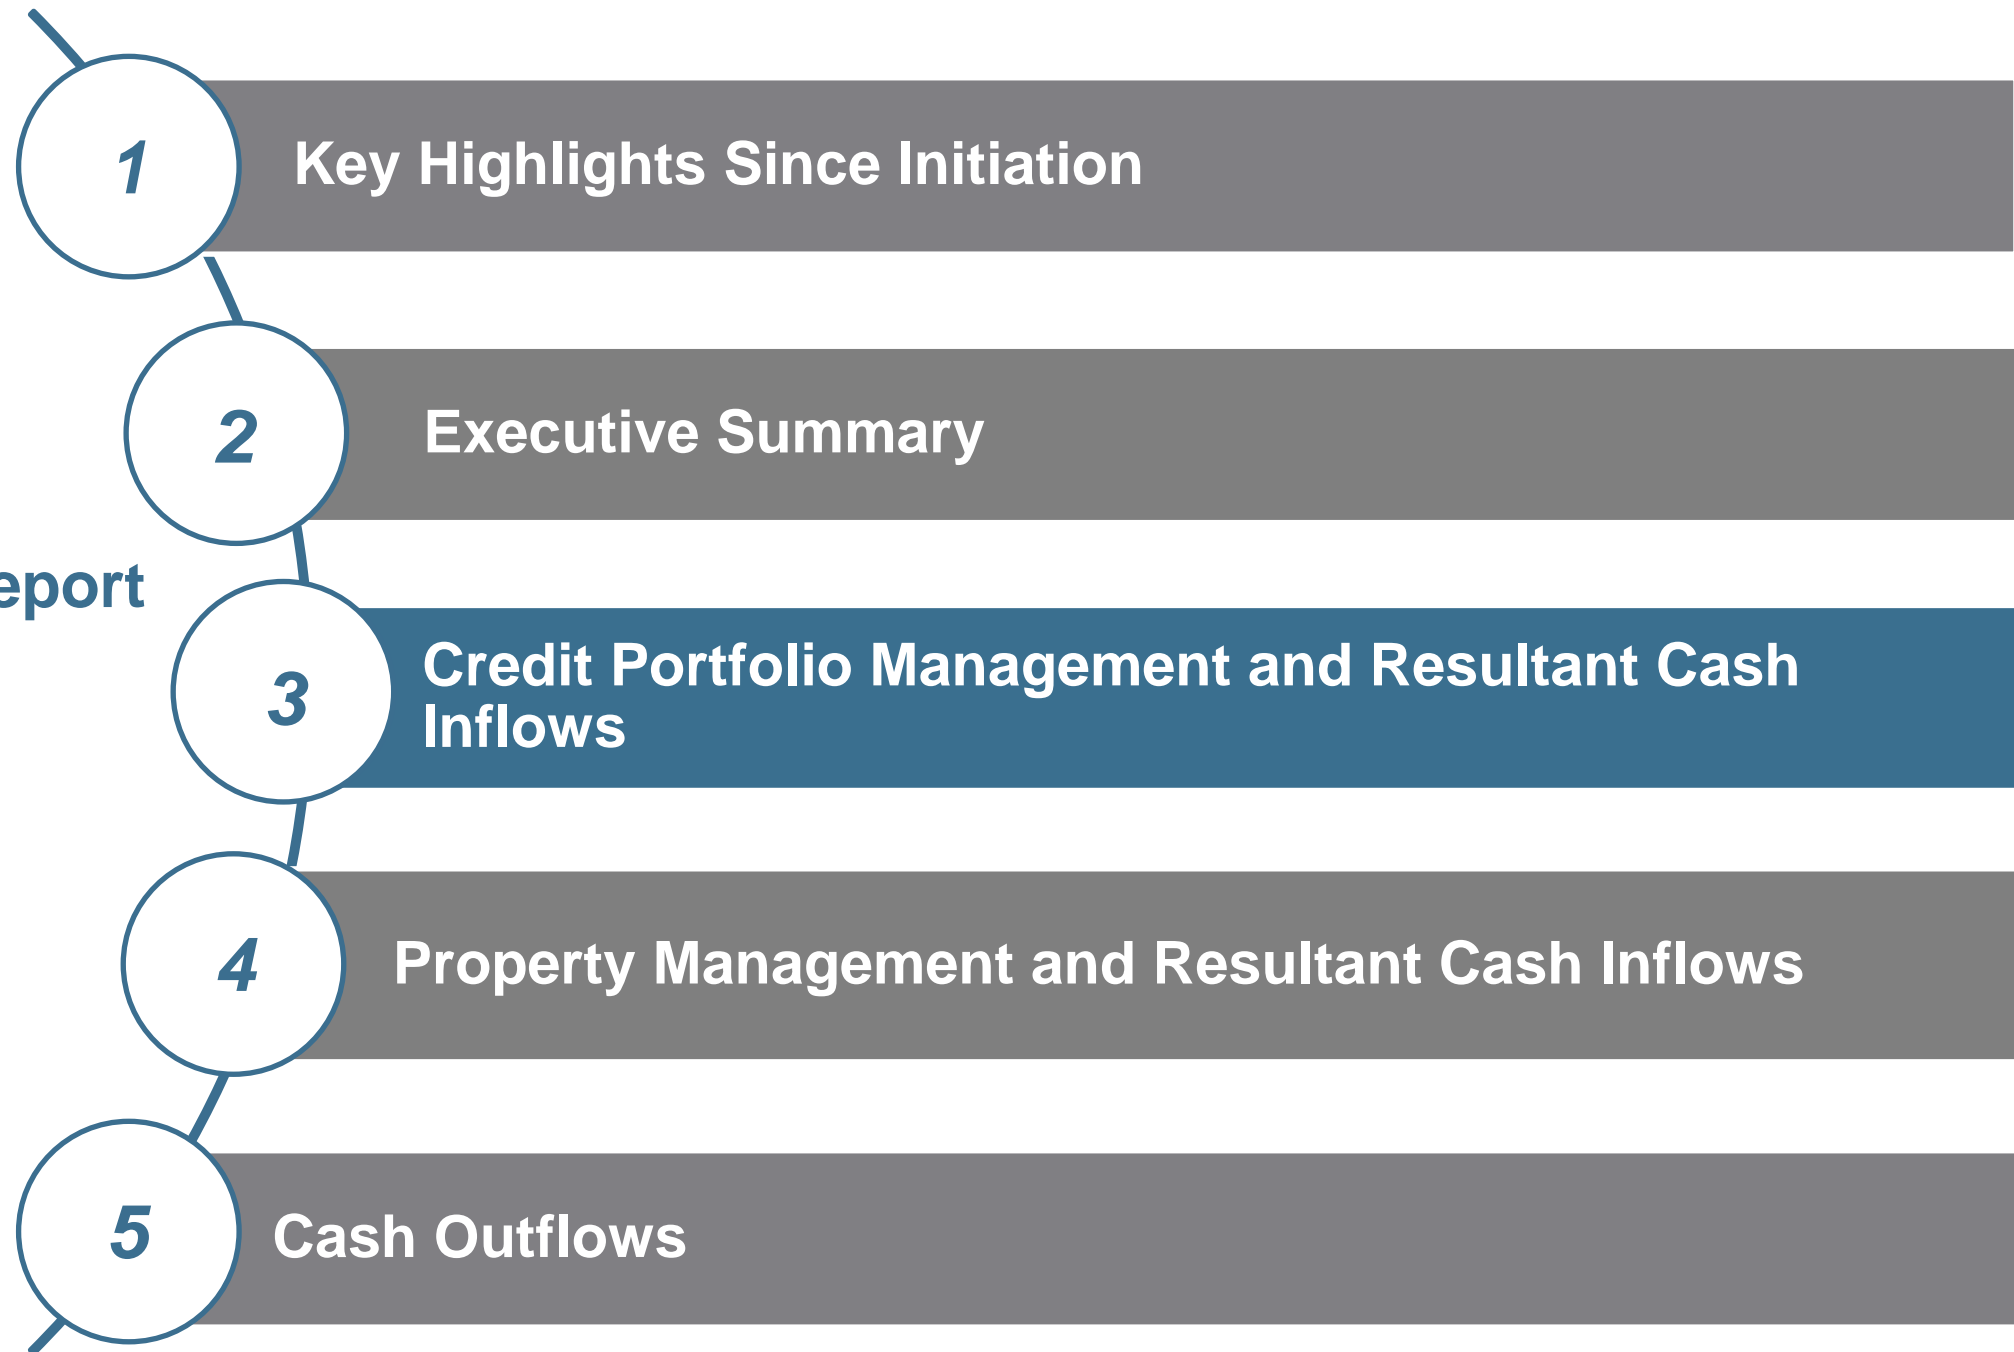 1
Key Highlights Since Initiation
2
Executive Summary
3
Credit Portfolio Management and Resultant Cash
Inflows
4
Property Management and Resultant Cash Inflows
5
Cash Outflows